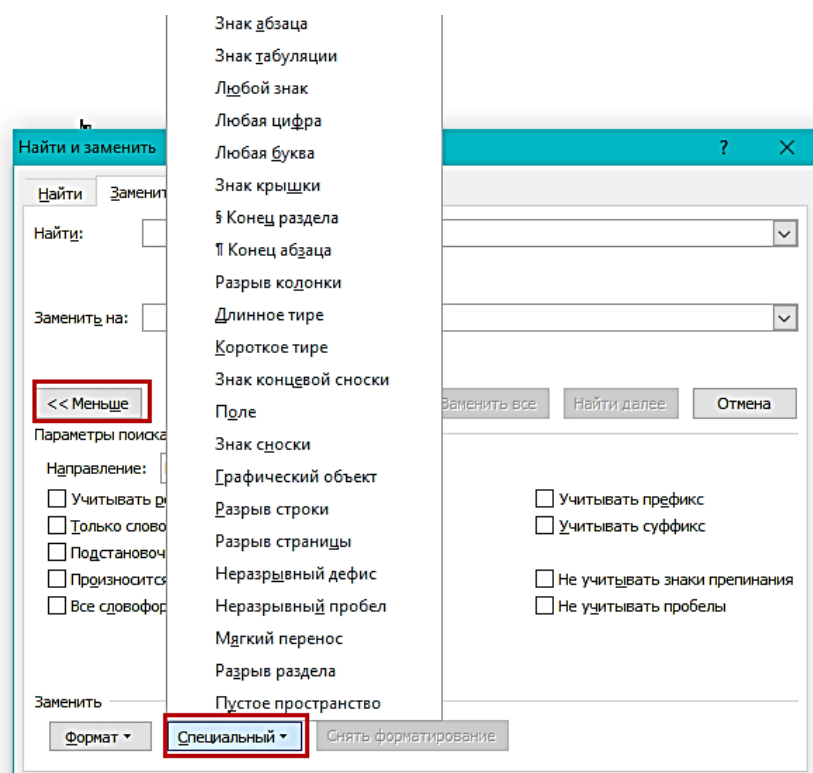 Знак абзаца
Знак табуляции
Любой знак
Любая цифра
Любая буква
Знак крышки
§ Конец раздела
¶ Конец абзаца
Разрыв колонки
Длинное тире
Короткое тире
Знак концевой сноски
Поле
Знак сноски
Графический объект
Разрыв строки
Разрыв страницы
Неразрывный дефис
Неразрывный пробел
Мягкий перенос
Разрыв раздела
Пустое пространство
Найти и заменить ? ×
Найти
Найти:
Заменить на:
<< Меньше Заменить все Найти далее Отмена
Параметры поиска
Направление:
Учитывать Учитывать префикс
Только слово Учитывать суффикс
Произносится Не учитывать знаки препинания
Все Не учитывать пробелы
Заменить
Формат Специальный Снять форматирование